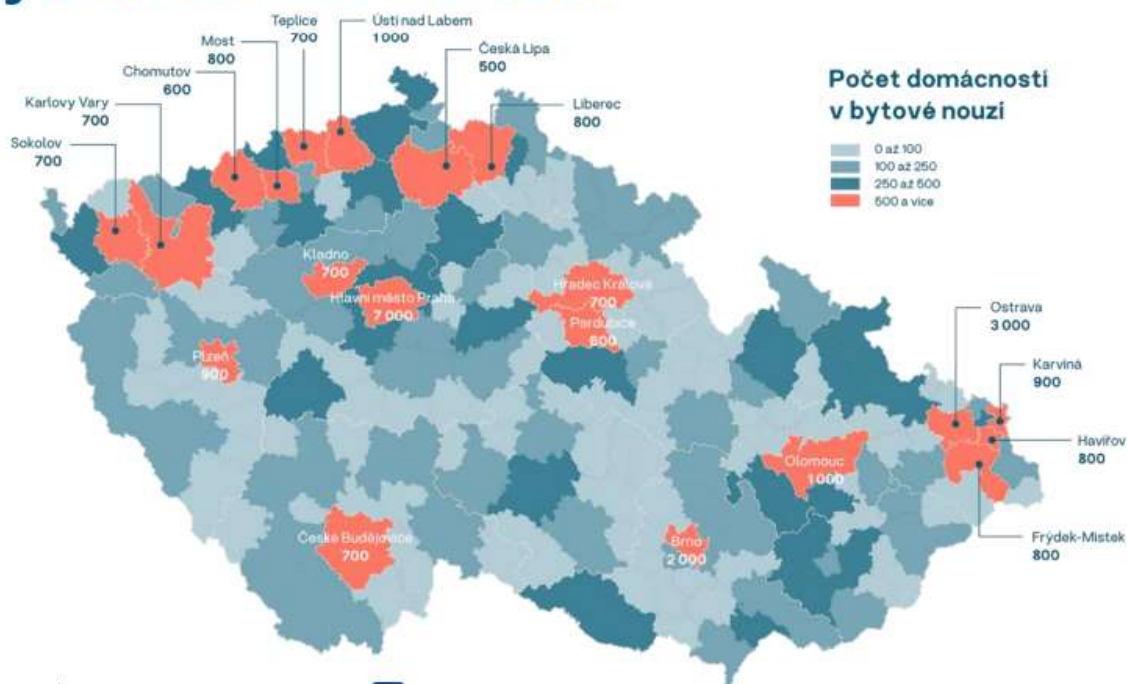 Teplice
700
Ústí nad Labem
1 000
Most
800
Česká Lípa
500
Chomutov
600
Liberec
800
Karlovy Vary
700
Sokolov
700
Počet domácností
v bytové nouzi
0 až 100
100 až 250
250 až 500
500 a více
Kladno
700
Hlavní město Praha
7 000
Hradec Králové
700
Pardubice
600
Plzeň
900
Ostrava
3 000
Karviná
900
Havířov
800
Olomouc
1 000
Frýdek-Místek
800
České Budějovice
700
Brno
2 000